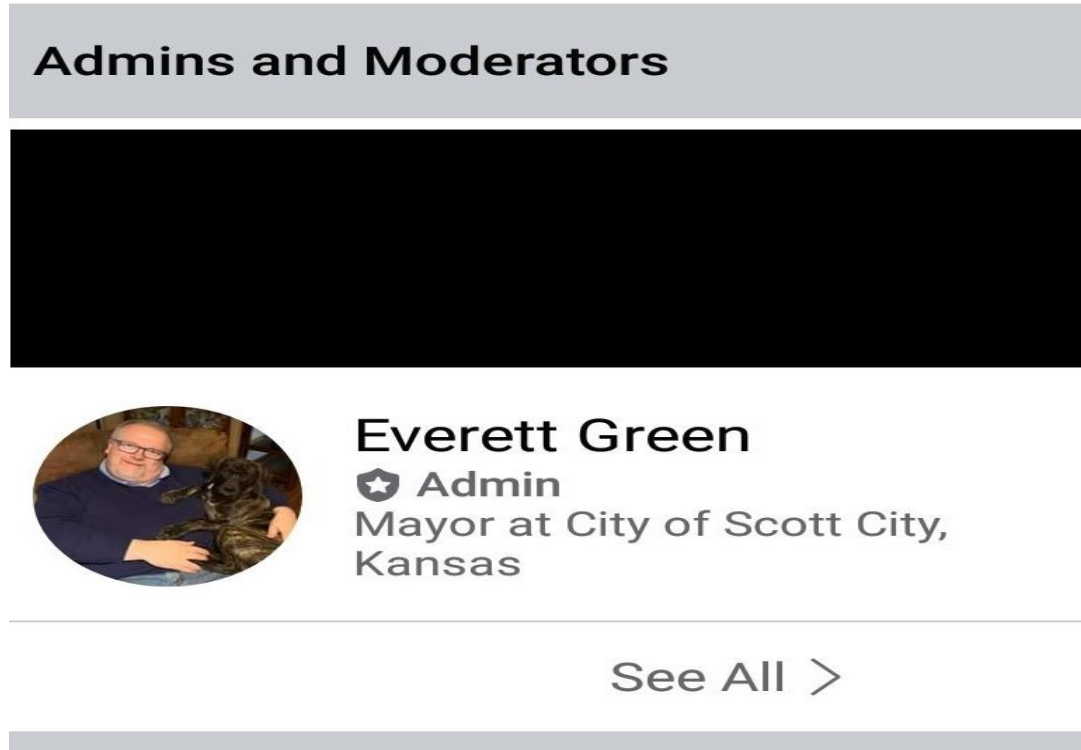 Admins and Moderators
Everett Green
Admin
Mayor at City of Scott City,
Kansas
See All >